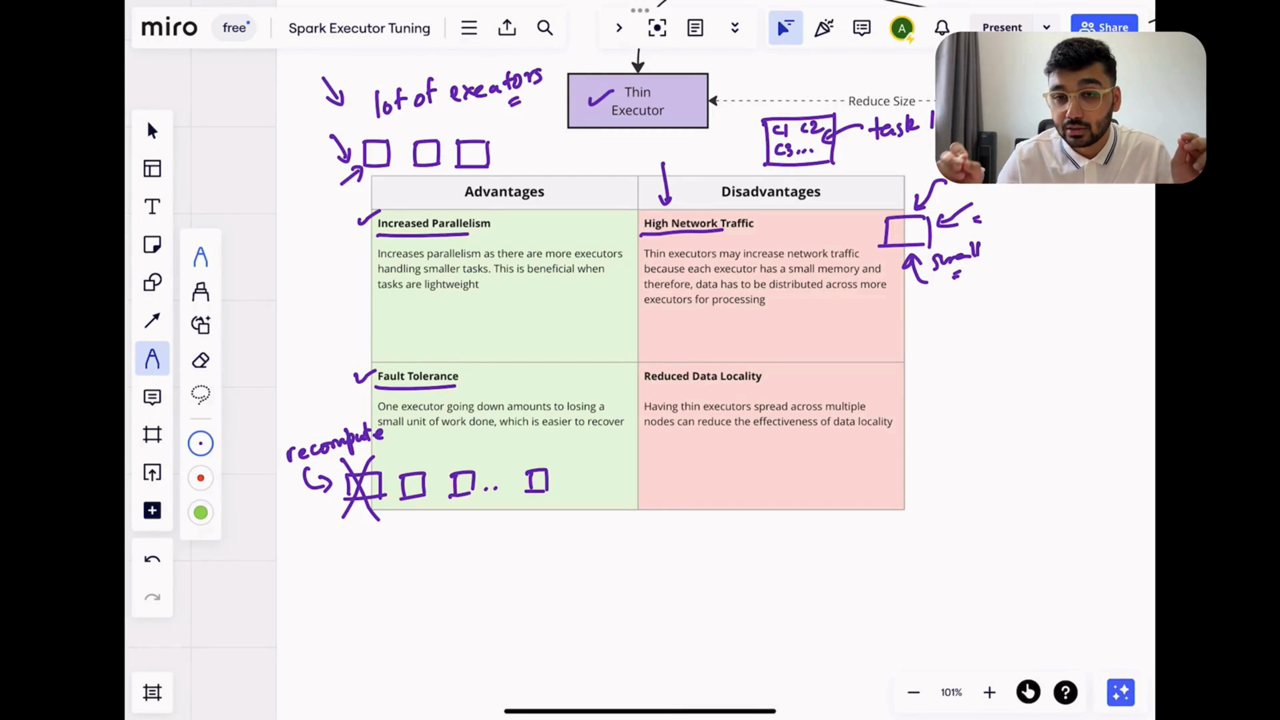 miro
free
Spark Executor Tuning
A
Present
Share
lot of exeators
Thin
Executor
Reduce Size
C1 C2
C3...
task 1
Advantages
Disadvantages
Increased Parallelism
Increases parallelism as there are more executors
handling smaller tasks. This is beneficial when
tasks are lightweight
High Network Traffic
Thin executors may increase network traffic
because each executor has a small memory and
therefore, data has to be distributed across more
executors for processing
small
Fault Tolerance
One executor going down amounts to losing a
small unit of work done, which is easier to recover
Reduced Data Locality
Having thin executors spread across multiple
nodes can reduce the effectiveness of data locality
recompute
101%